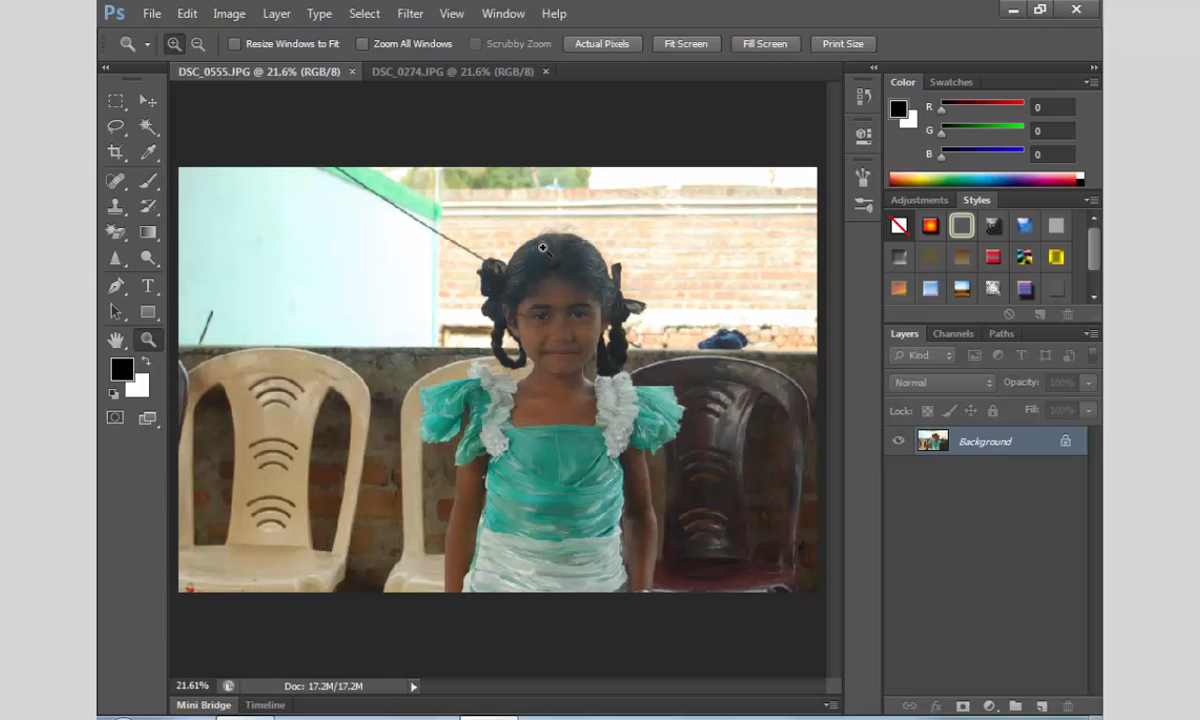 Ps File Edit Image Layer Type Select Filter View Window Help
Resize Windows to Fit Zoom All Windows Scrubby Zoom Actual Pixels Fit Screen Fill Screen Print Size
DSC_0555.JPG @ 21.6% (RGB/8) × DSC_0274.JPG @ 21.6% (RGB/8) ×
Color Swatches
R 0
G 0
B 0
Adjustments Styles
Layers Channels Paths
Kind
Normal Opacity: 100%
Lock: Fill: 100%
Background
21.61% Doc: 17.2M/17.2M
Mini Bridge Timeline